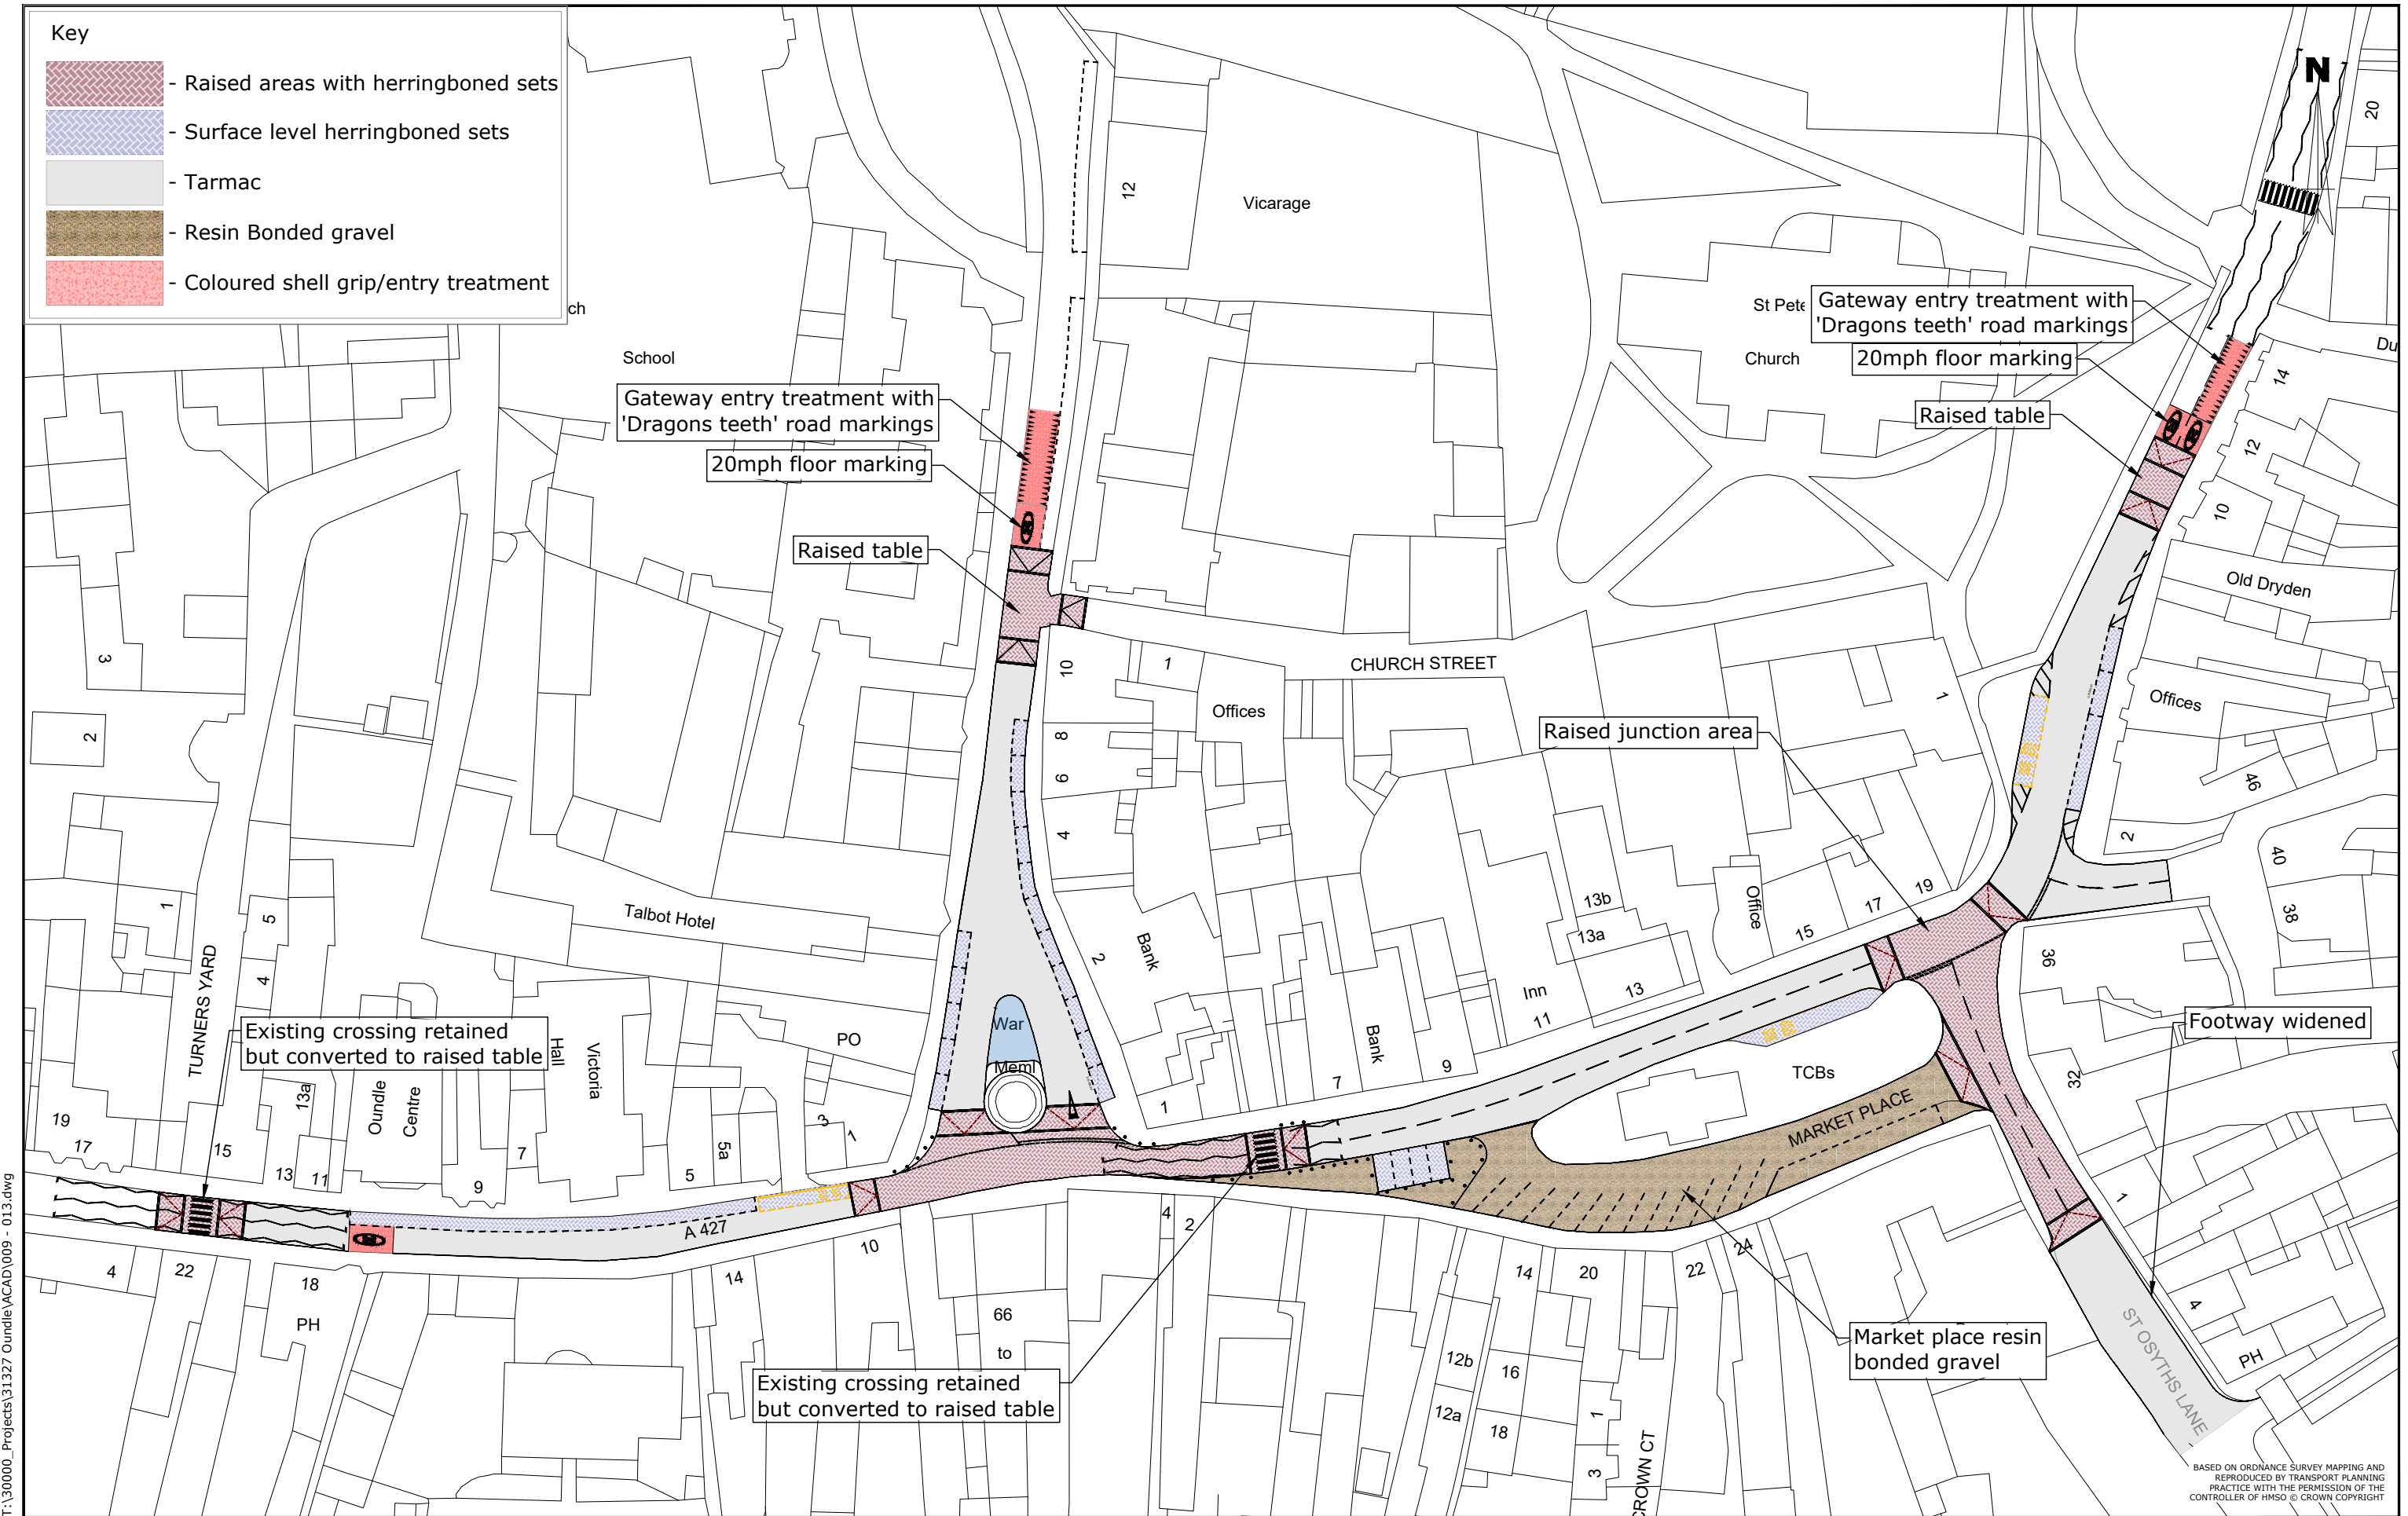 Key
- Raised areas with herringboned sets
- Surface level herringboned sets
- Tarmac
- Resin Bonded gravel
- Coloured shell grip/entry treatment
N
20
ch
12
Vicarage
School
St Pete
Church
Gateway entry treatment with
'Dragons teeth' road markings
20mph floor marking
Raised table
Du
14
12
10
Old Dryden
Offices
46
2
40
38
36
32
Gateway entry treatment with
'Dragons teeth' road markings
20mph floor marking
Raised table
10
8
6
4
2
1
Offices
CHURCH STREET
Raised junction area
1
3
2
1
5
4
TURNERS YARD
Talbot Hotel
Bank
13b
13a
13
Inn
11
Office
15
17
19
Bank
7
9
1
War
Meml
PO
Existing crossing retained
but converted to raised table
Hall
Victoria
Oundle
Centre
13a
19
17
15
13
11
9
7
5
5a
3
1
TCBs
MARKET PLACE
Footway widened
A 427
4
22
18
PH
14
10
66
to
4
2
14
20
22
24
12b
12a
16
18
1
3
CROWN CT
Existing crossing retained
but converted to raised table
Market place resin
bonded gravel
1
4
PH
ST OSYTHS LANE
BASED ON ORDNANCE SURVEY MAPPING AND
REPRODUCED BY TRANSPORT PLANNING
PRACTICE WITH THE PERMISSION OF THE
CONTROLLER OF HMSO © CROWN COPYRIGHT
T:\30000_Projects\31327 Oundle\ACAD\009 - 013.dwg